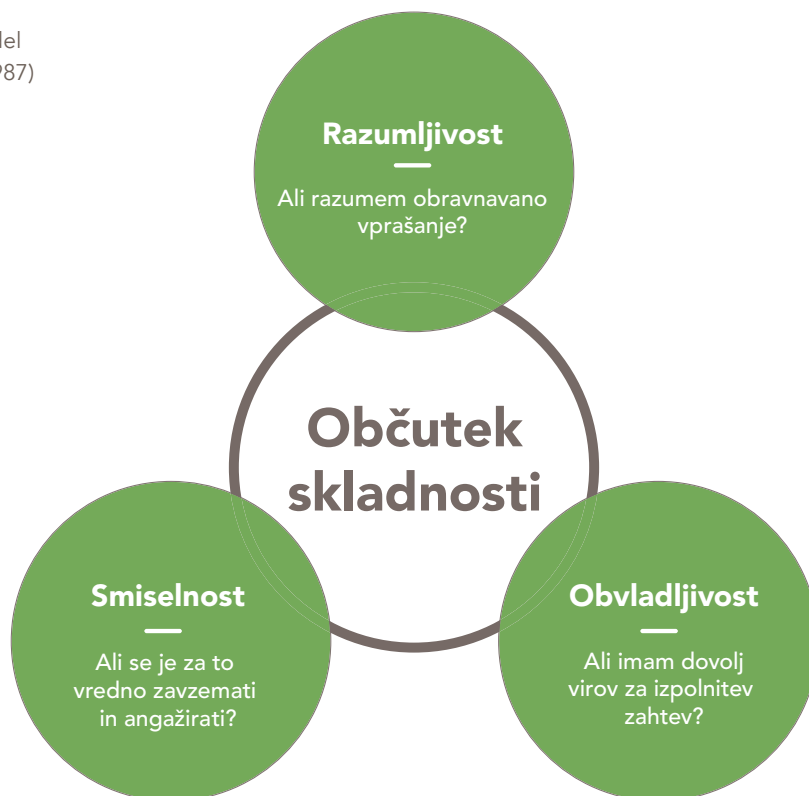 Razumljivost
Ali razumem obravnavano
vprašanje?
Občutek
skladnosti
Smiselnost
Ali se je za to
vredno zavzemati
in angažirati?
Obvladljivost
Ali imam dovolj
virov za izpolnitev
zahtev?